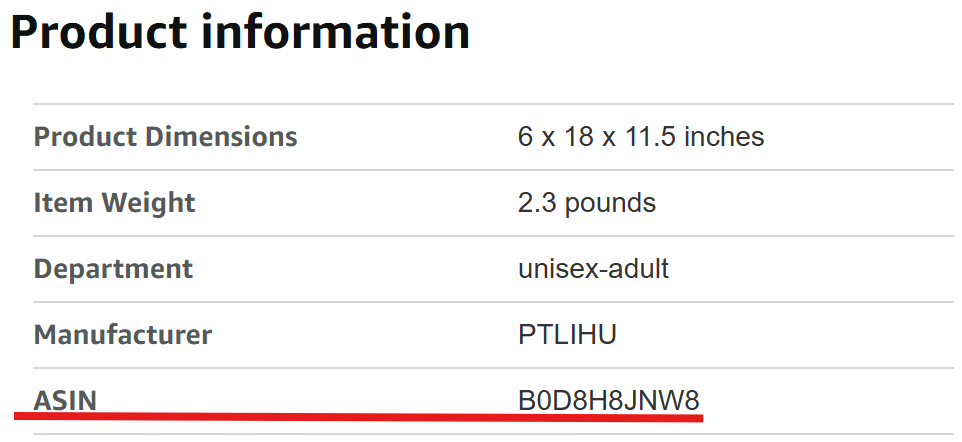 Product information
Product Dimensions 6 x 18 x 11.5 inches
Item Weight 2.3 pounds
Department unisex-adult
Manufacturer PTLIHU
ASIN B0D8H8JNW8